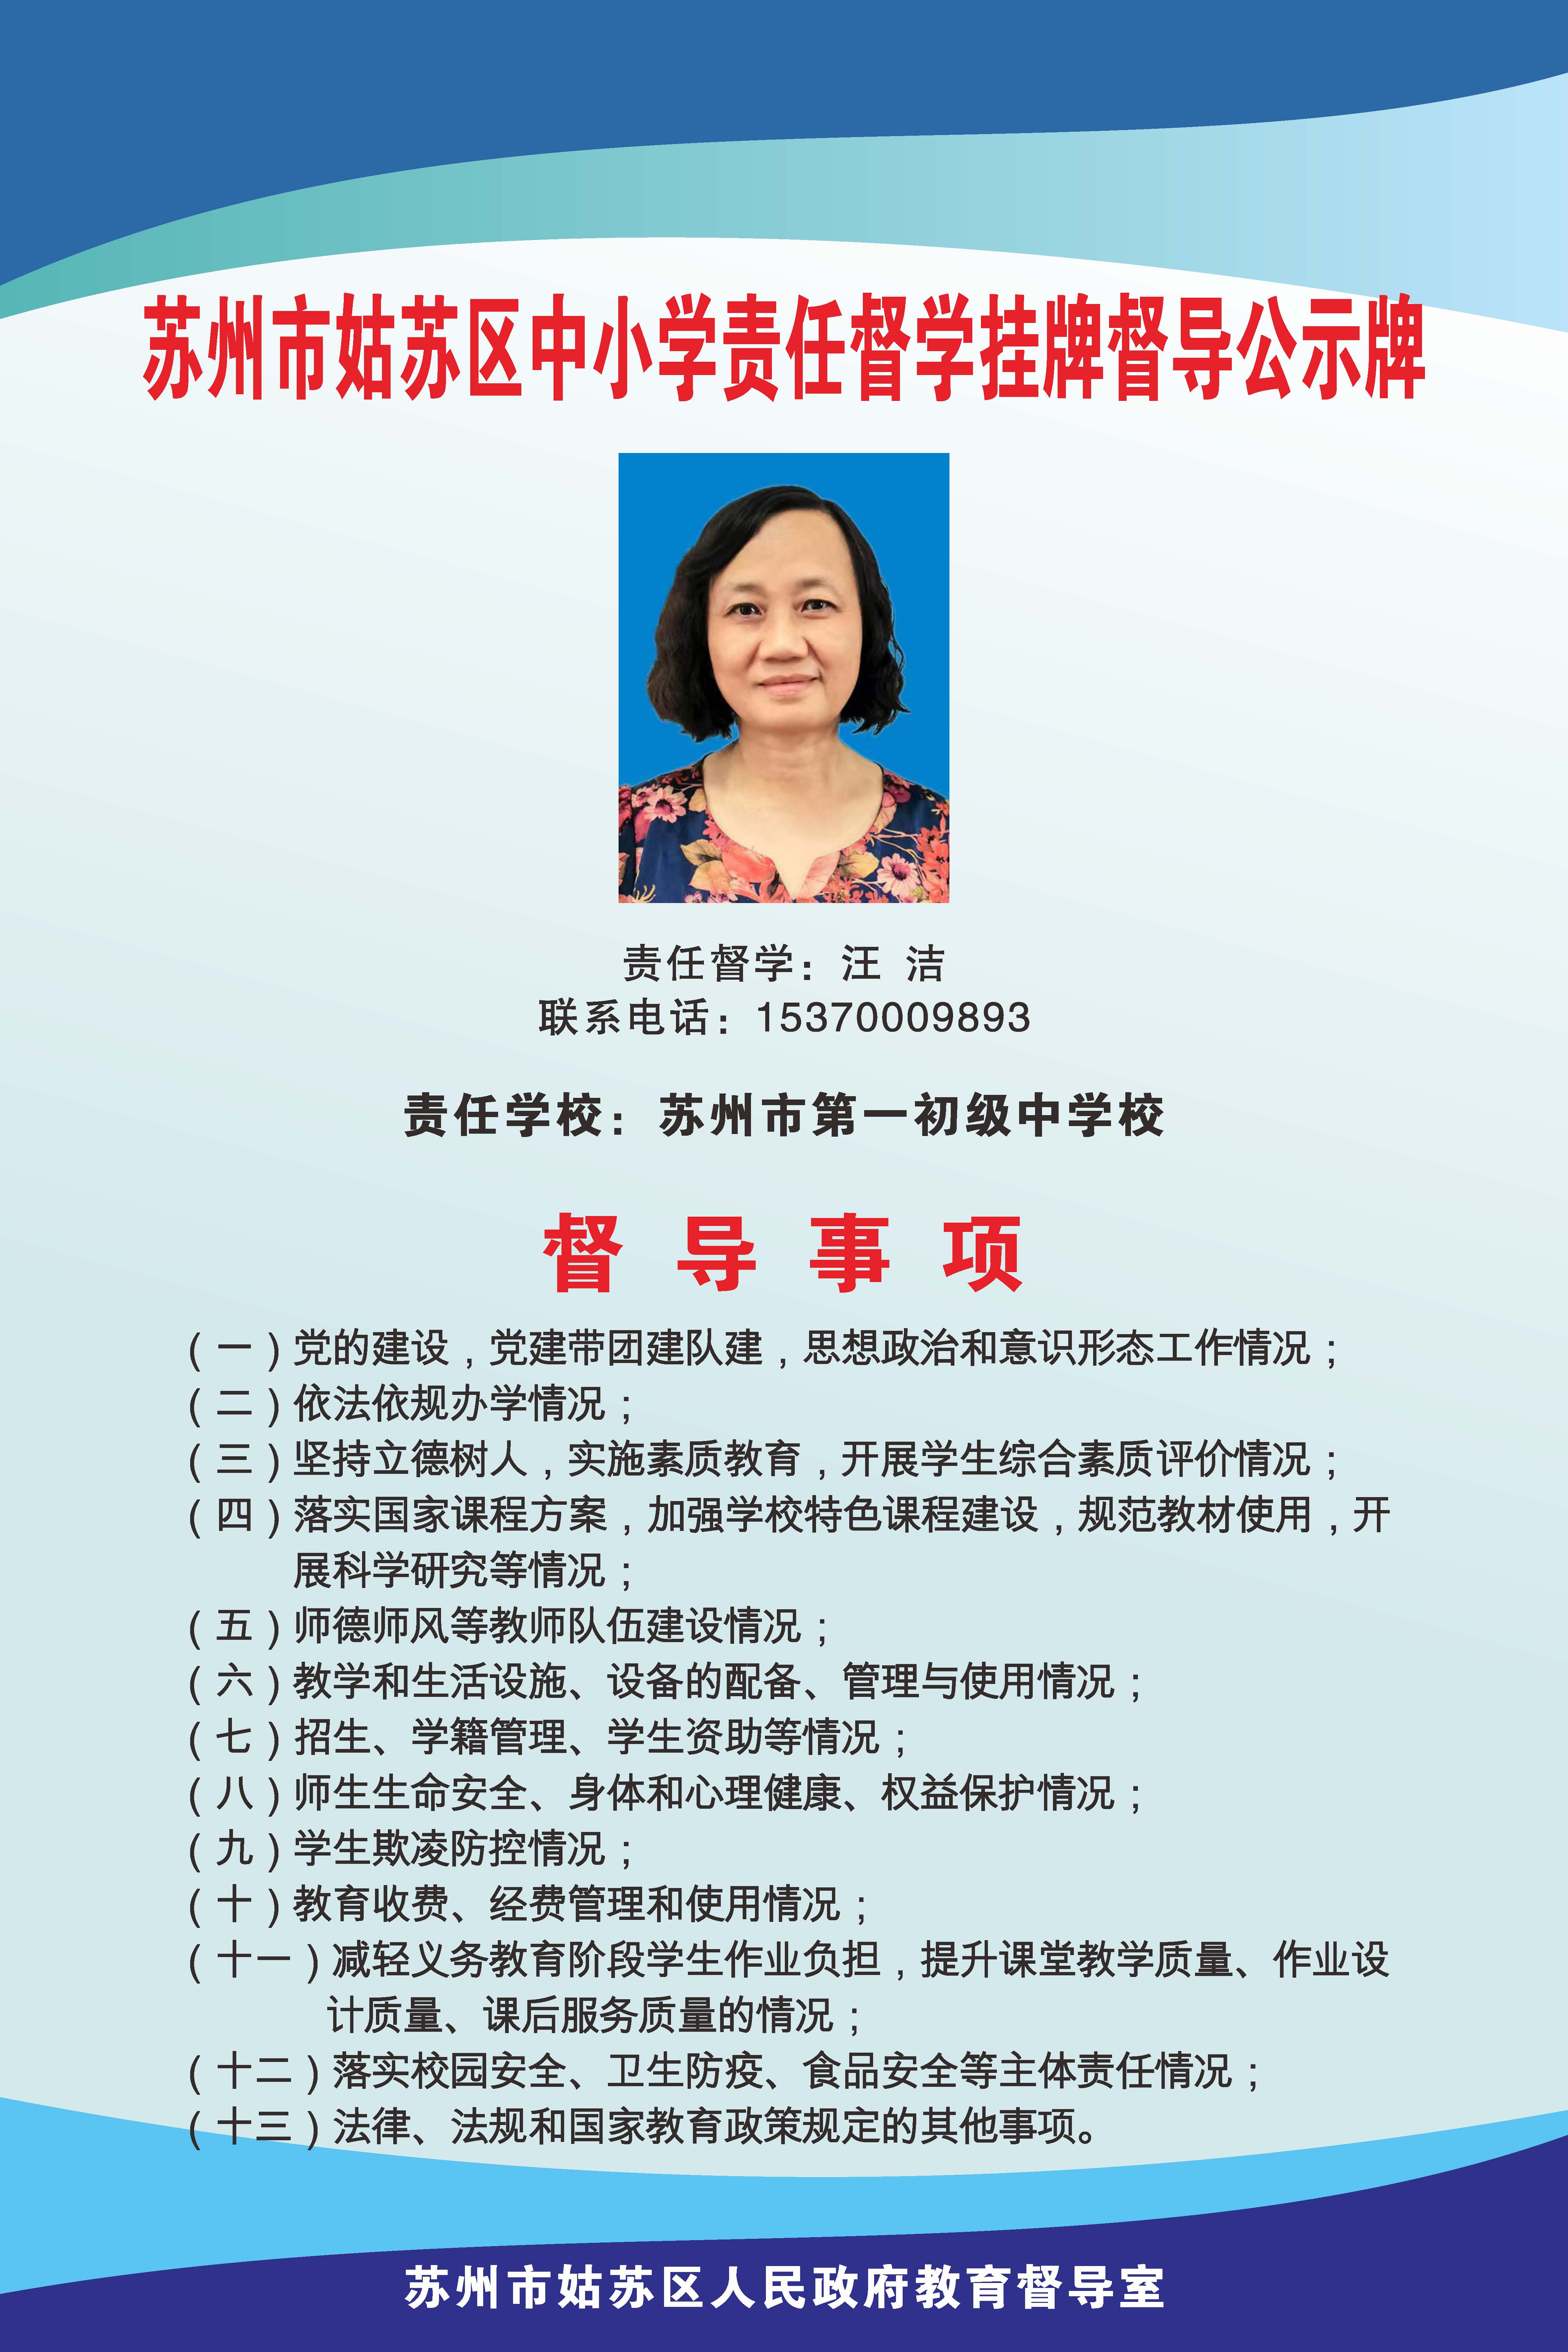 苏州市姑苏区中小学责任督学挂牌督导公示牌
责任督学：汪 洁
联系电话：15370009893
责任学校：苏州市第一初级中学校
督导事项
（一）党的建设，党建带团建队建，思想政治和意识形态工作情况；
（二）依法依规办学情况；
（三）坚持立德树人，实施素质教育，开展学生综合素质评价情况；
（四）落实国家课程方案，加强学校特色课程建设，规范教材使用，开
展科学研究等情况；
（五）师德师风等教师队伍建设情况；
（六）教学和生活设施、设备的配备、管理与使用情况；
（七）招生、学籍管理、学生资助等情况；
（八）师生生命安全、身体和心理健康、权益保护情况；
（九）学生欺凌防控情况；
（十）教育收费、经费管理和使用情况；
（十一）减轻义务教育阶段学生作业负担，提升课堂教学质量、作业设
计质量、课后服务质量的情况；
（十二）落实校园安全、卫生防疫、食品安全等主体责任情况；
（十三）法律、法规和国家教育政策规定的其他事项。
苏州市姑苏区人民政府教育督导室